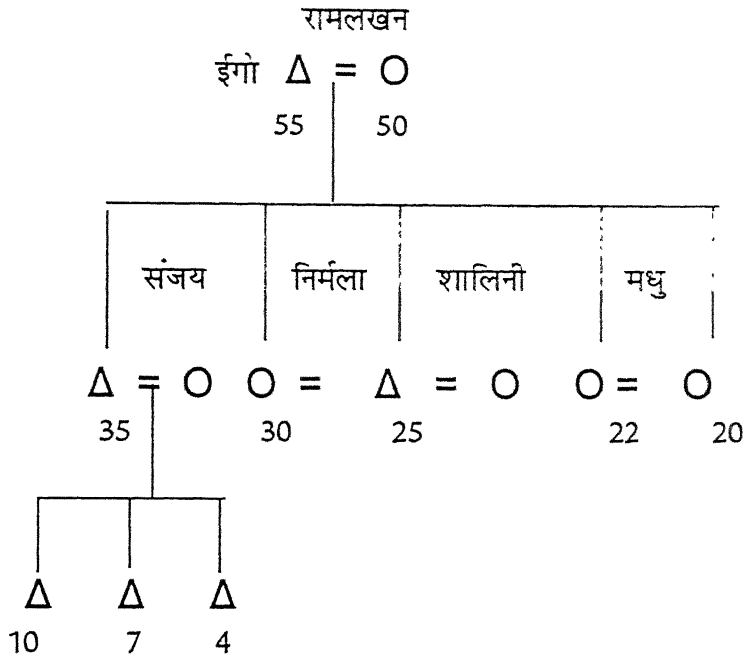 रामलखन
ईगो Δ = O
55 50
संजय निर्मला शालिनी मधु
Δ = O O = Δ = O O = O
35 30 25 22 20
Δ Δ Δ
10 7 4